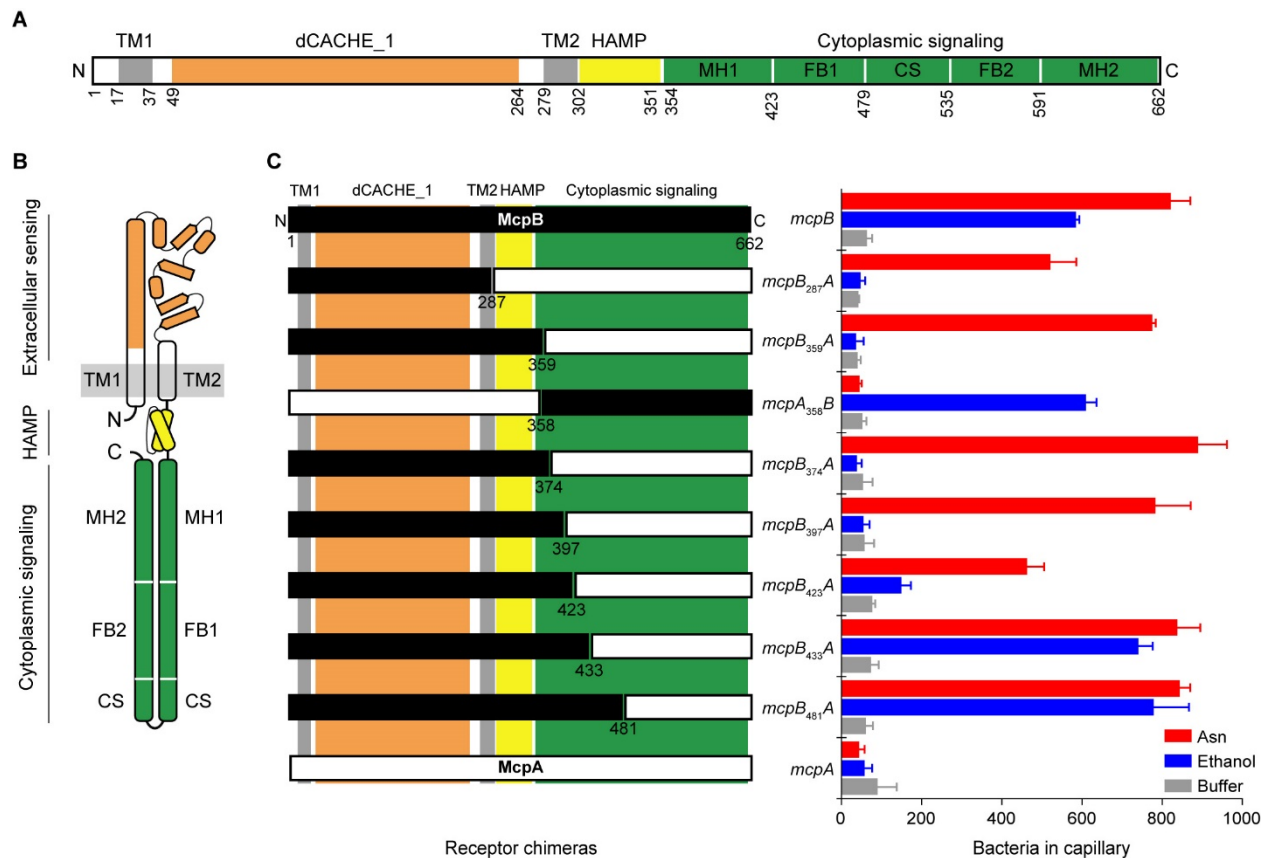 A
TM1 dCACHE_1 TM2 HAMP Cytoplasmic signaling
N MH1 FB1 CS FB2 MH2 C
1 17 37 49 264 279 302 351 354 423 479 535 591 662
B
Extracellular sensing
TM1 TM2
HAMP
N
C
Cytoplasmic signaling
MH2 MH1
FB2 FB1
CS CS
C
TM1 dCACHE_1 TM2 HAMP Cytoplasmic signaling
N McpB C
1 662
287
359
358
374
397
423
433
481
McpA
Receptor chimeras
mcpB
mcpB287A
mcpB359A
mcpA358B
mcpB374A
mcpB397A
mcpB423A
mcpB433A
mcpB481A
mcpA
Asn
Ethanol
Buffer
0 200 400 600 800 1000
Bacteria in capillary